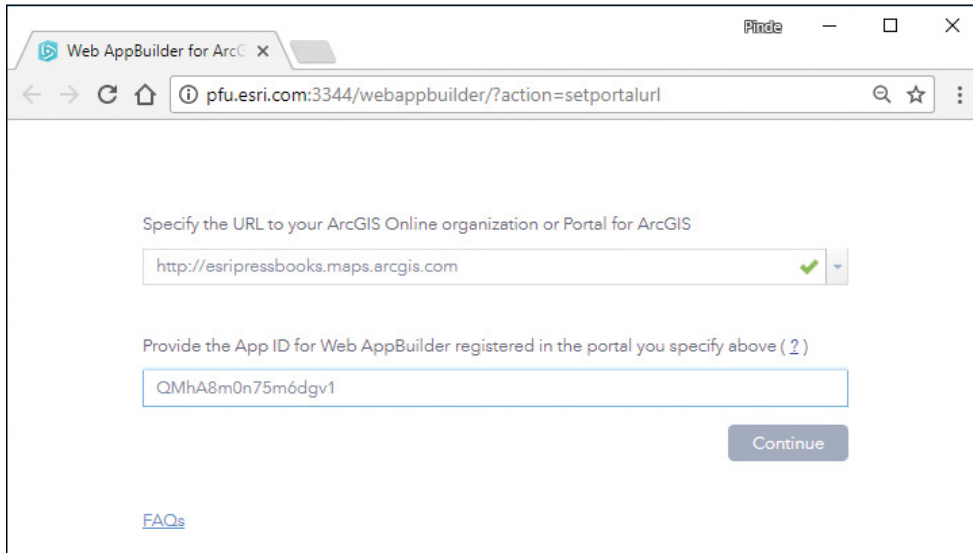 Pinde
Web AppBuilder for ArcG
pfu.esri.com:3344/webappbuilder/?action=setportalurl
Specify the URL to your ArcGIS Online organization or Portal for ArcGIS
http://esripressbooks.maps.arcgis.com
Provide the App ID for Web AppBuilder registered in the portal you specify above ( ? )
QMhA8m0n75m6dgv1
Continue
FAQs